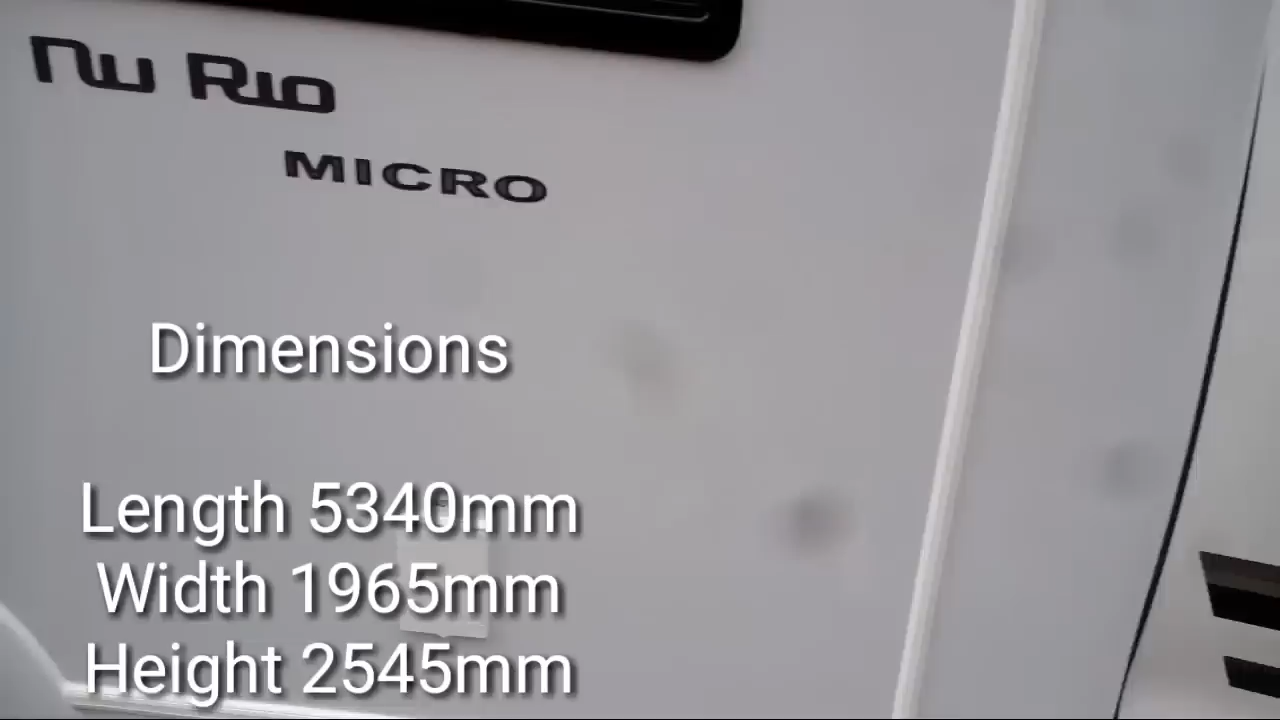 Nu Rio
MICRO
Dimensions
Length 5340mm
Width 1965mm
Height 2545mm